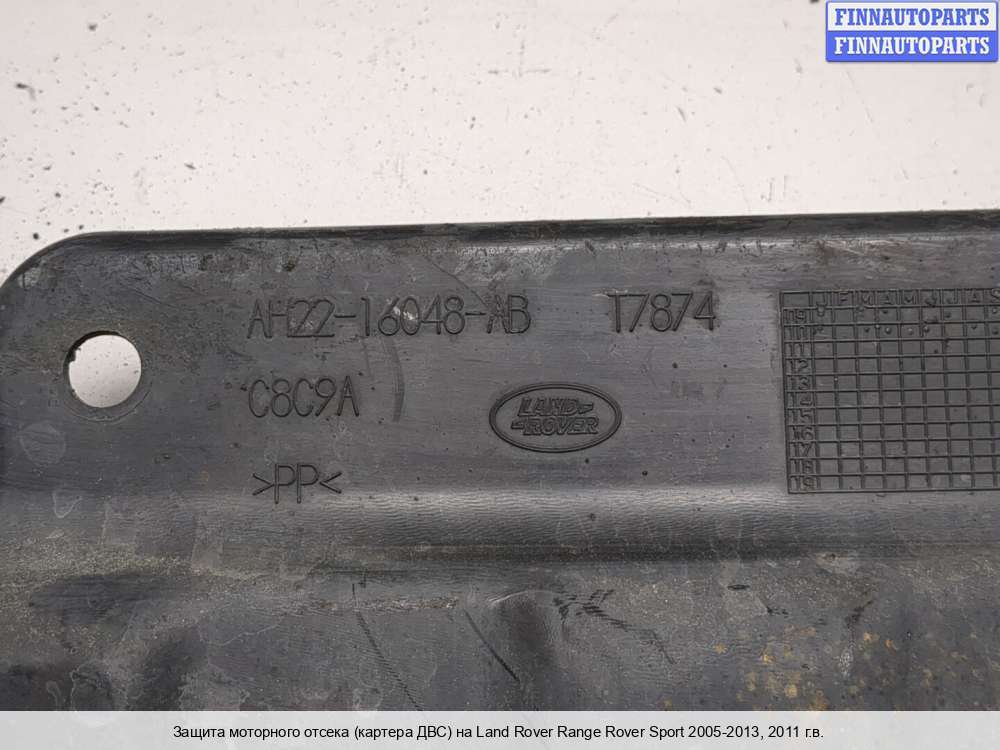 FINNAUTOPARTS
FINNAUTOPARTS
AH22-16048-AB T7874
C8C9A
LAND
ROVER
>PP<
J F M A M J J A S
11
12
13
14
15
16
17
18
19
Защита моторного отсека (картера ДВС) на Land Rover Range Rover Sport 2005-2013, 2011 г.в.